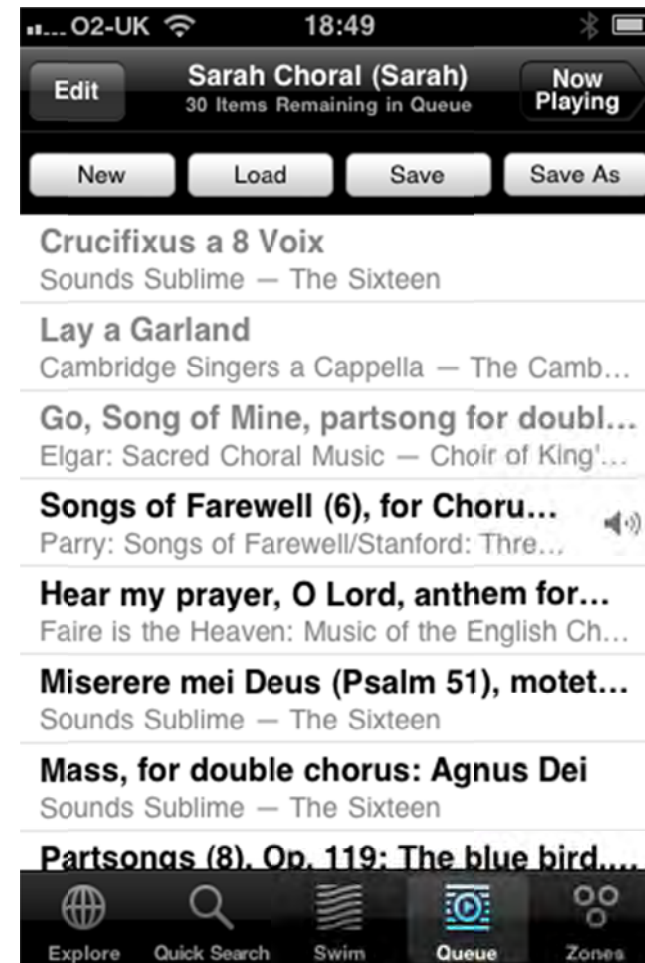 O2-UK 18:49
Edit
Sarah Choral (Sarah)
30 Items Remaining in Queue
Now
Playing
New Load Save Save As
Crucifixus a 8 Voix
Sounds Sublime — The Sixteen
Lay a Garland
Cambridge Singers a Cappella — The Camb...
Go, Song of Mine, partsong for doubl...
Elgar: Sacred Choral Music — Choir of King'...
Songs of Farewell (6), for Choru...
Parry: Songs of Farewell/Stanford: Thre...
Hear my prayer, O Lord, anthem for...
Faire is the Heaven: Music of the English Ch...
Miserere mei Deus (Psalm 51), motet...
Sounds Sublime — The Sixteen
Mass, for double chorus: Agnus Dei
Sounds Sublime — The Sixteen
Partsongs (8), Op. 119: The blue bird,...
Explore Quick Search Swim Queue Zones